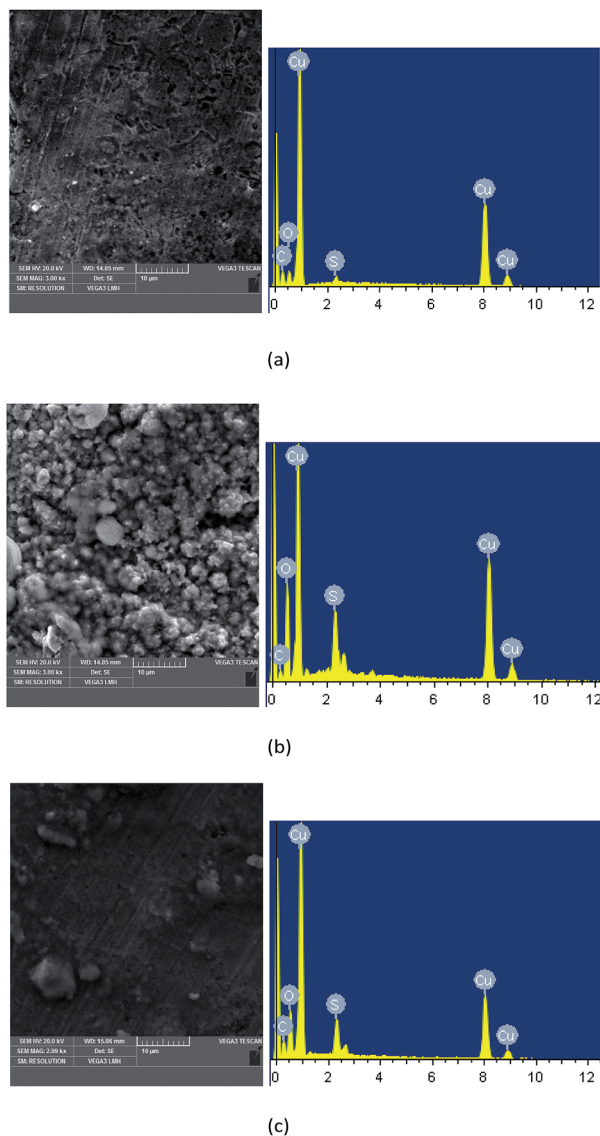 SEM HV: 20.0 kV WD: 14.85 mm VEGA3 TESCAN
SEM MAG: 3.00 kx Det: SE 10 µm
SM: RESOLUTION VEGA3 LMH
Cu
Cu
O
C
S
Cu
0 2 4 6 8 10 12
(a)
SEM HV: 20.0 kV WD: 14.85 mm VEGA3 TESCAN
SEM MAG: 3.00 kx Det: SE 10 µm
SM: RESOLUTION VEGA3 LMH
Cu
Cu
O
S
C
Cu
0 2 4 6 8 10 12
(b)
SEM HV: 20.0 kV WD: 15.06 mm VEGA3 TESCAN
SEM MAG: 2.99 kx Det: SE 10 µm
SM: RESOLUTION VEGA3 LMH
Cu
Cu
O
S
C
Cu
0 2 4 6 8 10 12
(c)